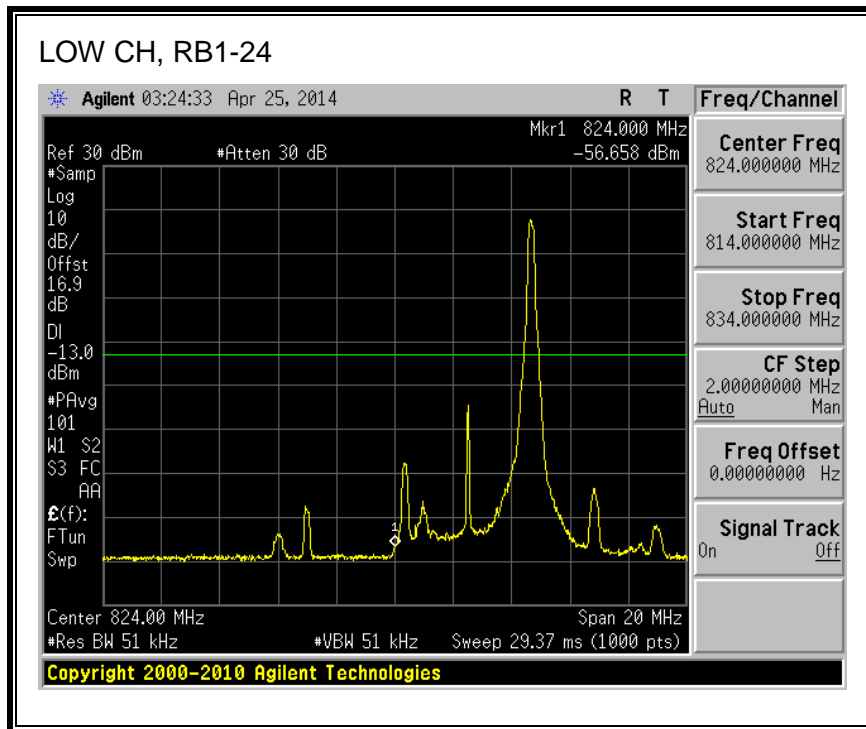 LOW CH, RB1-24
Agilent 03:24:33 Apr 25, 2014 R T
Mkr1 824.000 MHz
Ref 30 dBm #Atten 30 dB -56.658 dBm
#Samp
Log
10
dB/
Offst
16.9
dB
DI
-13.0
dBm
#PAvg
101
W1 S2
S3 FC
AA
£(f):
FTun
Swp
1
Center 824.00 MHz Span 20 MHz
#Res BW 51 kHz #VBW 51 kHz Sweep 29.37 ms (1000 pts)
Copyright 2000-2010 Agilent Technologies
Freq/Channel
Center Freq
824.000000 MHz
Start Freq
814.000000 MHz
Stop Freq
834.000000 MHz
CF Step
2.00000000 MHz
Auto Man
Freq Offset
0.00000000 Hz
Signal Track
On Off